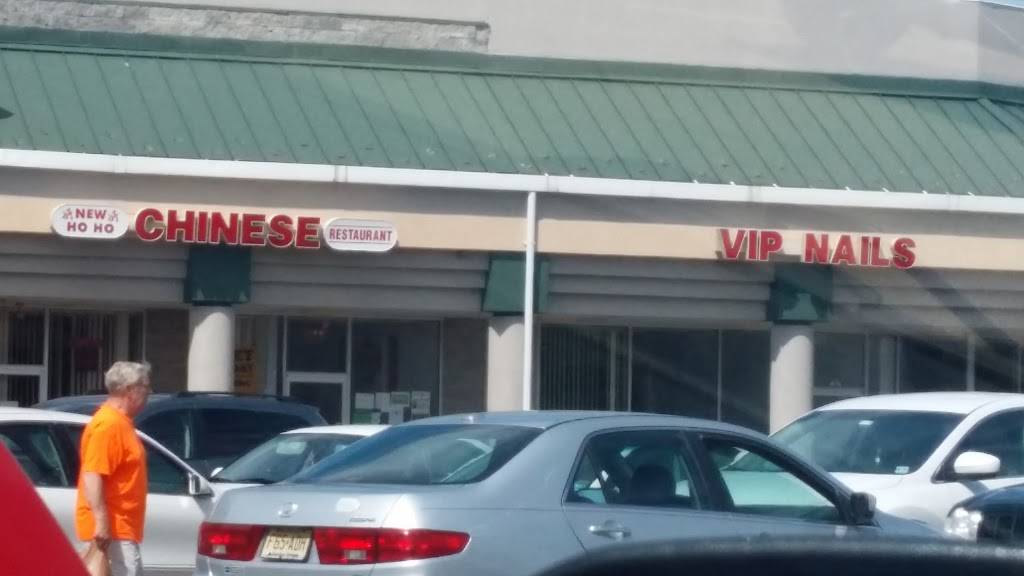 NEW
HO HO
CHINESE
RESTAURANT
VIP NAILS